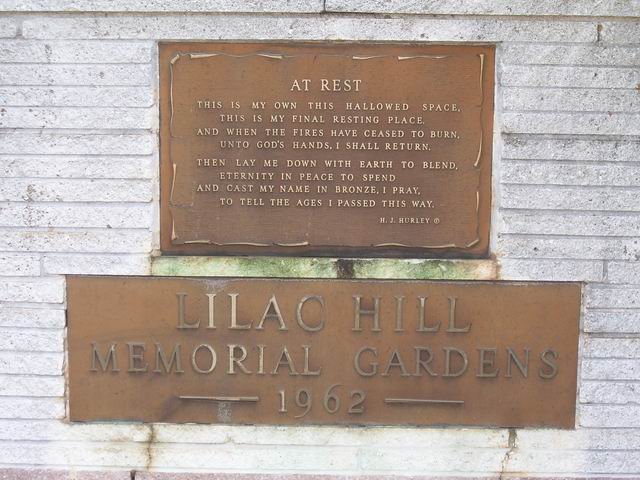 AT REST
THIS IS MY OWN THIS HALLOWED SPACE,
THIS IS MY FINAL RESTING PLACE,
AND WHEN THE FIRES HAVE CEASED TO BURN,
UNTO GOD'S HANDS, I SHALL RETURN.
THEN LAY ME DOWN WITH EARTH TO BLEND,
ETERNITY IN PEACE TO SPEND
AND CAST MY NAME IN BRONZE, I PRAY,
TO TELL THE AGES I PASSED THIS WAY.
H. J. HURLEY ©
LILAC HILL
MEMORIAL GARDENS
1962